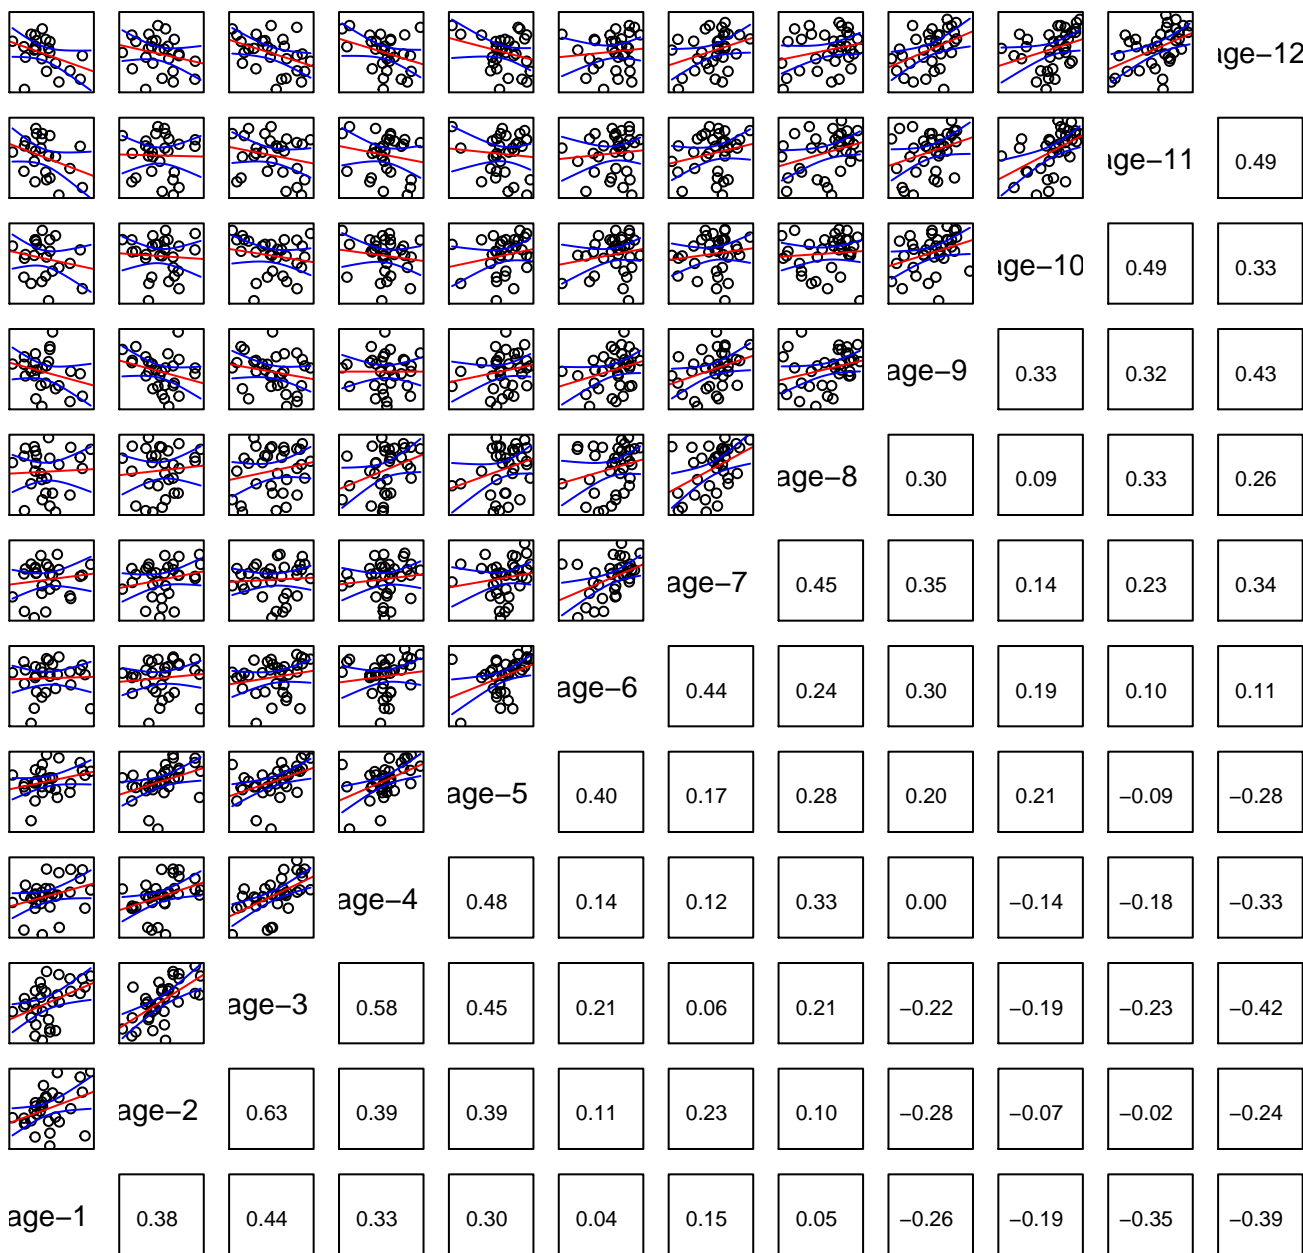 age−12
age−11 0.49
age−10 0.49 0.33
age−9 0.33 0.32 0.43
age−8 0.30 0.09 0.33 0.26
age−7 0.45 0.35 0.14 0.23 0.34
age−6 0.44 0.24 0.30 0.19 0.10 0.11
age−5 0.40 0.17 0.28 0.20 0.21 −0.09 −0.28
age−4 0.48 0.14 0.12 0.33 0.00 −0.14 −0.18 −0.33
age−3 0.58 0.45 0.21 0.06 0.21 −0.22 −0.19 −0.23 −0.42
age−2 0.63 0.39 0.39 0.11 0.23 0.10 −0.28 −0.07 −0.02 −0.24
age−1 0.38 0.44 0.33 0.30 0.04 0.15 0.05 −0.26 −0.19 −0.35 −0.39